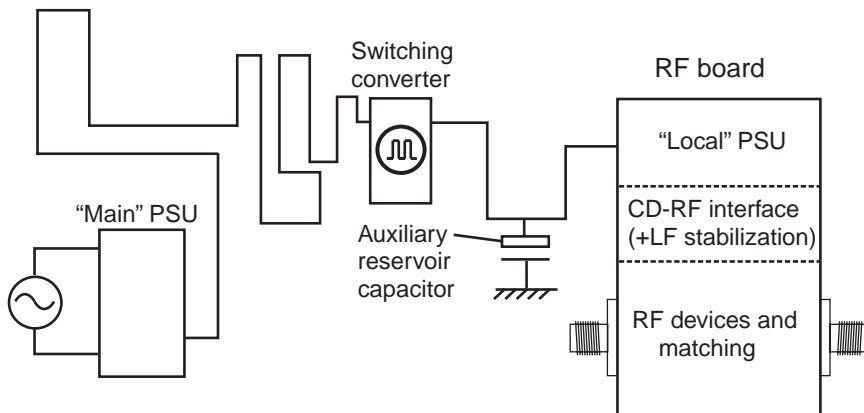 Switching
converter
RF board
"Main" PSU
Auxiliary
reservoir
capacitor
“Local” PSU
CD-RF interface
(+LF stabilization)
RF devices and
matching